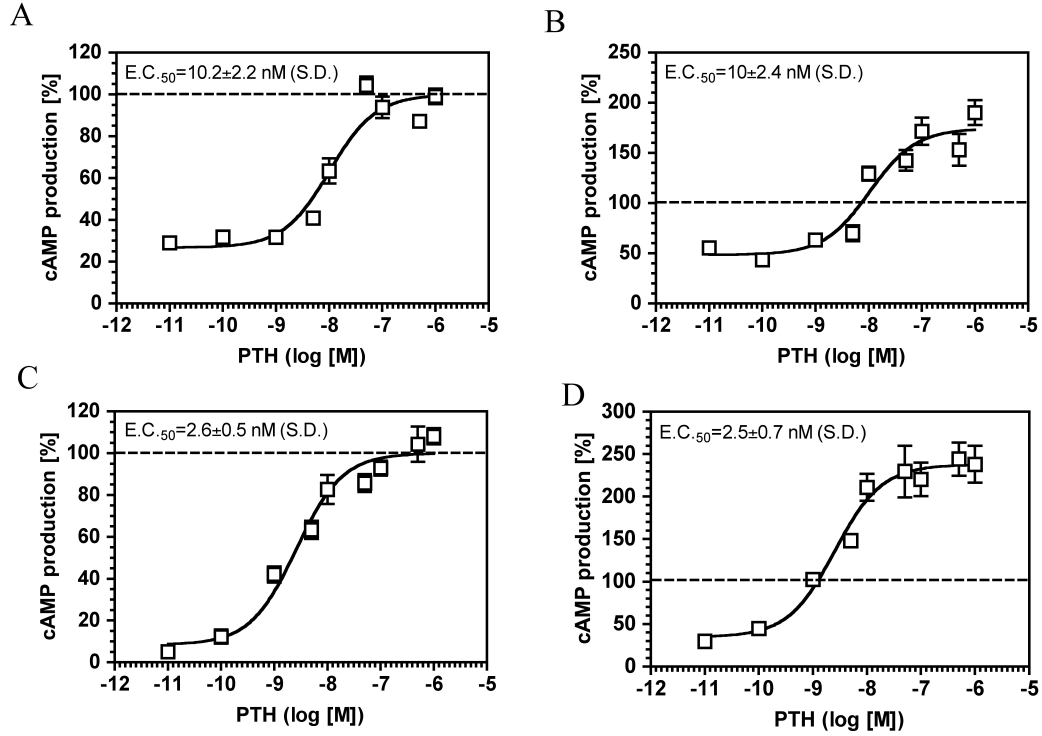 A
E.C.50=10.2±2.2 nM (S.D.)
cAMP production [%]
120
100
80
60
40
20
0
-12 -11 -10 -9 -8 -7 -6 -5
PTH (log [M])
B
E.C.50=10±2.4 nM (S.D.)
cAMP production [%]
250
200
150
100
50
0
-12 -11 -10 -9 -8 -7 -6 -5
PTH (log [M])
C
E.C.50=2.6±0.5 nM (S.D.)
cAMP production [%]
120
100
80
60
40
20
0
-12 -11 -10 -9 -8 -7 -6 -5
PTH (log [M])
D
E.C.50=2.5±0.7 nM (S.D.)
cAMP production [%]
300
250
200
150
100
50
0
-12 -11 -10 -9 -8 -7 -6 -5
PTH (log [M])